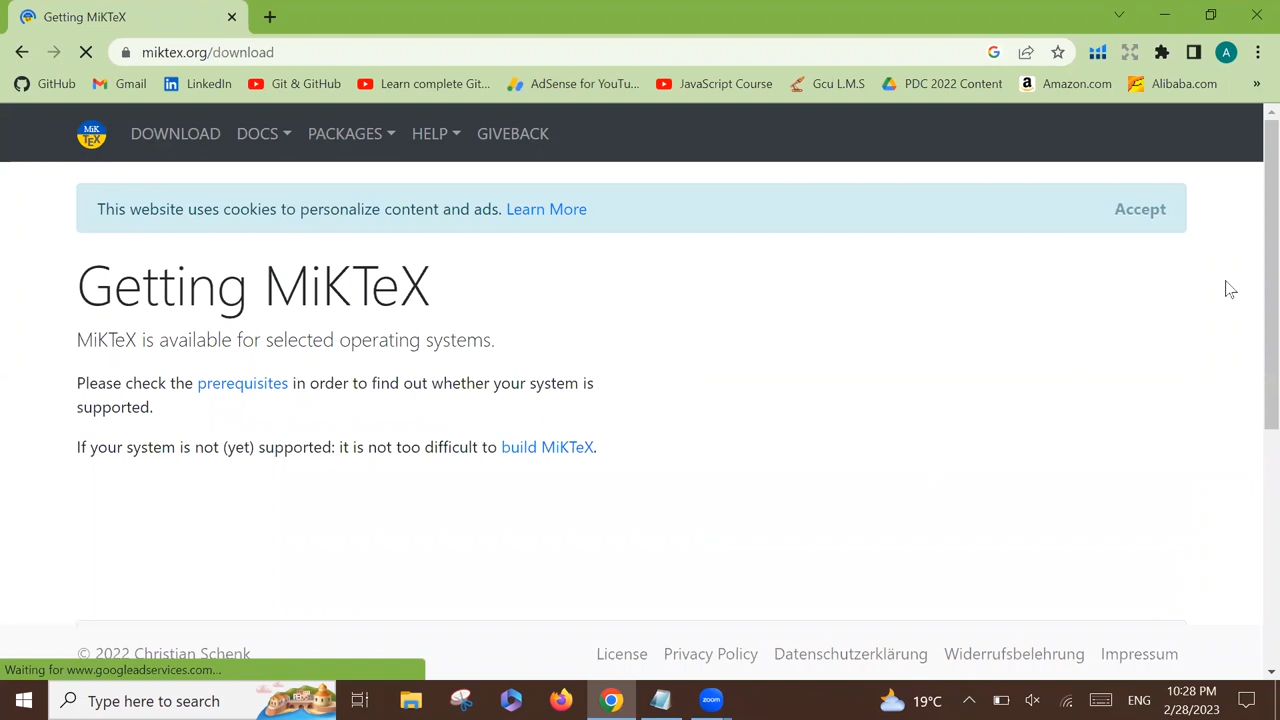 Getting MiKTeX
miktex.org/download
GitHub Gmail LinkedIn Git & GitHub Learn complete Git... AdSense for YouTu... JavaScript Course Gcu L.M.S PDC 2022 Content Amazon.com Alibaba.com »
MiK TEX DOWNLOAD DOCS PACKAGES HELP GIVEBACK
This website uses cookies to personalize content and ads. Learn More Accept
Getting MiKTeX
MiKTeX is available for selected operating systems.
Please check the prerequisites in order to find out whether your system is
supported.
If your system is not (yet) supported: it is not too difficult to build MiKTeX.
© 2022 Christian Schenk License Privacy Policy Datenschutzerklärung Widerrufsbelehrung Impressum
Waiting for www.googleadservices.com...
Type here to search zoom 19°C ENG 10:28 PM
2/28/2023